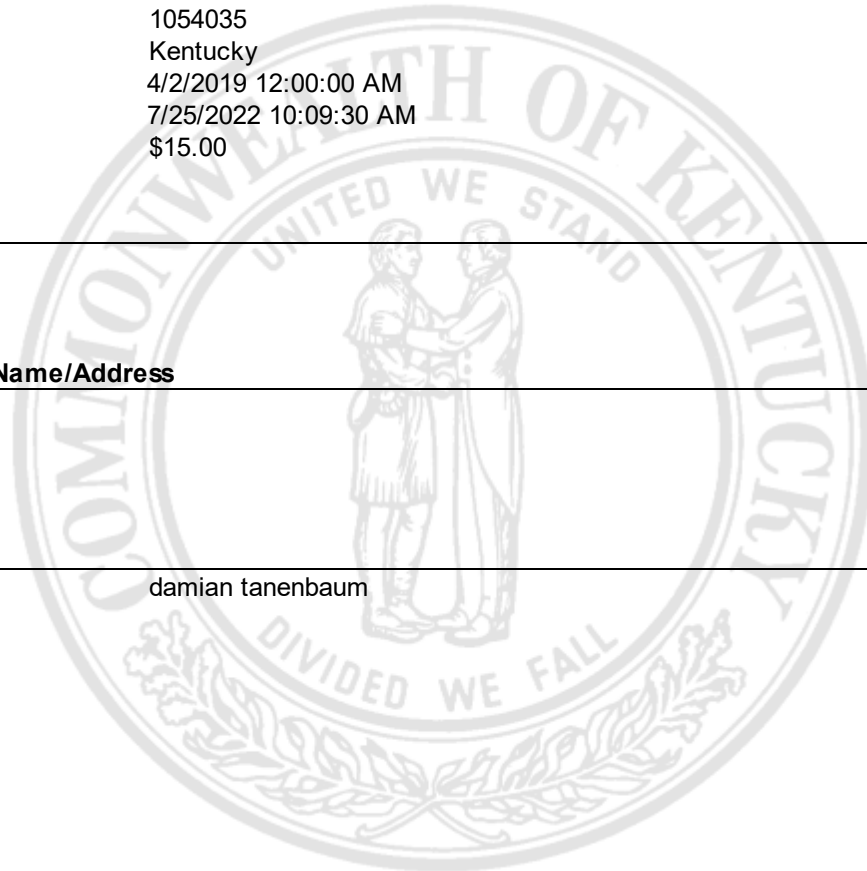 1054035
Kentucky
4/2/2019 12:00:00 AM
7/25/2022 10:09:30 AM
$15.00
Name/Address
damian tanenbaum
COMMONWEALTH OF KENTUCKY
UNITED WE STAND
DIVIDED WE FALL